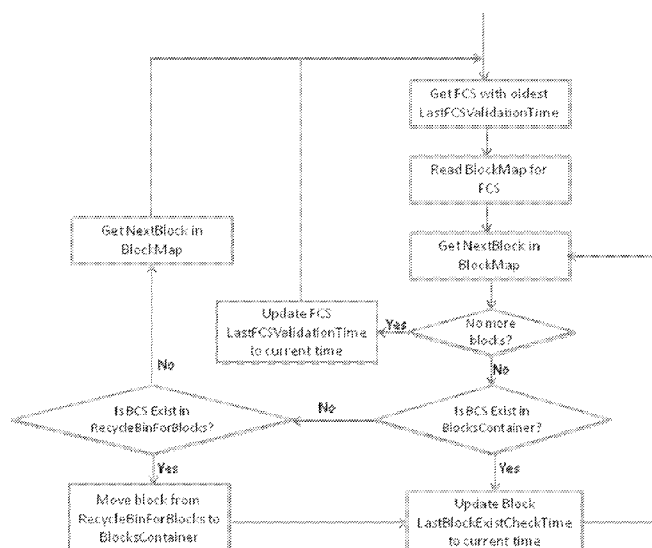 Get FCS with oldest
LastFCSValidationTime
Read BlockMap for
FCS
Get NextBlock in
BlockMap
Get NextBlock in
BlockMap
Update FCS
LastFCSValidationTime
to current time
Yes
No more
blocks?
No
No
Is BCS Exist in
RecycleBinForBlocks?
No
Is BCS Exist in
BlocksContainer?
Yes
Yes
Move block from
RecycleBinForBlocks to
BlocksContainer
Update Block
LastBlockExistCheckTime
to current time